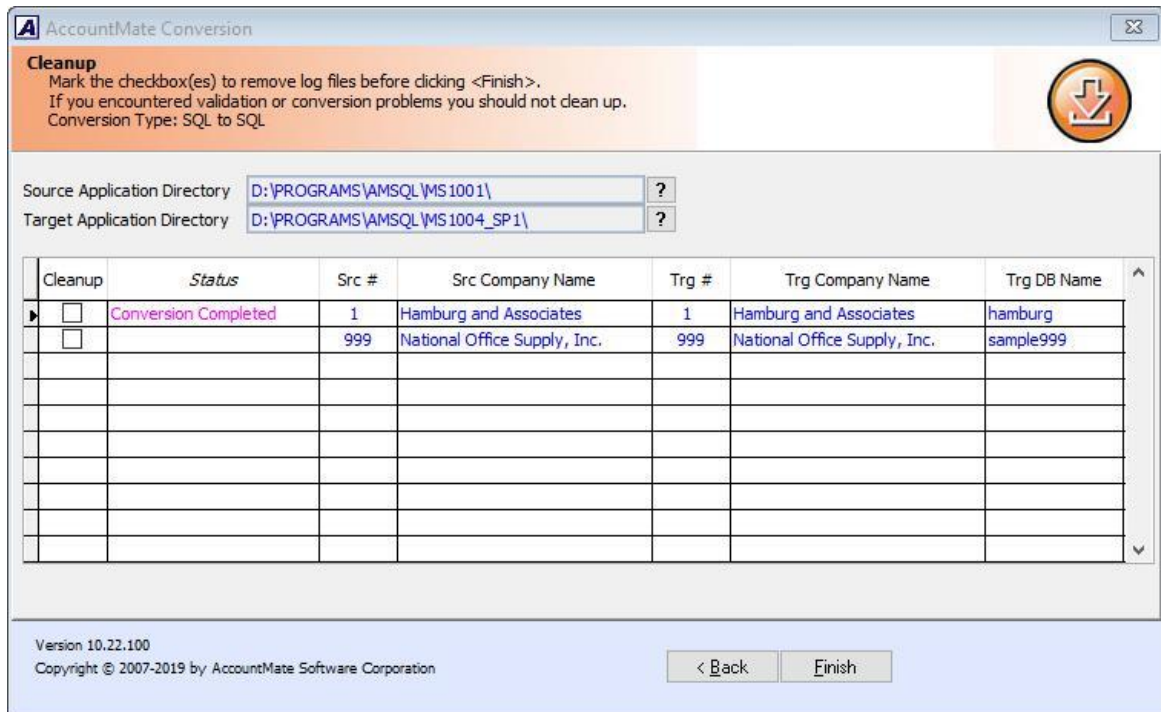 AccountMate Conversion
Cleanup
Mark the checkbox(es) to remove log files before clicking <Finish>.
If you encountered validation or conversion problems you should not clean up.
Conversion Type: SQL to SQL
Source Application Directory D:\PROGRAMS\AMSQL\MS1001\ ?
Target Application Directory D:\PROGRAMS\AMSQL\MS1004_SP1\ ?
Cleanup Status Src # Src Company Name Trg # Trg Company Name Trg DB Name
Conversion Completed 1 Hamburg and Associates 1 Hamburg and Associates hamburg
999 National Office Supply, Inc. 999 National Office Supply, Inc. sample999
Version 10.22.100
Copyright © 2007-2019 by AccountMate Software Corporation
< Back Finish